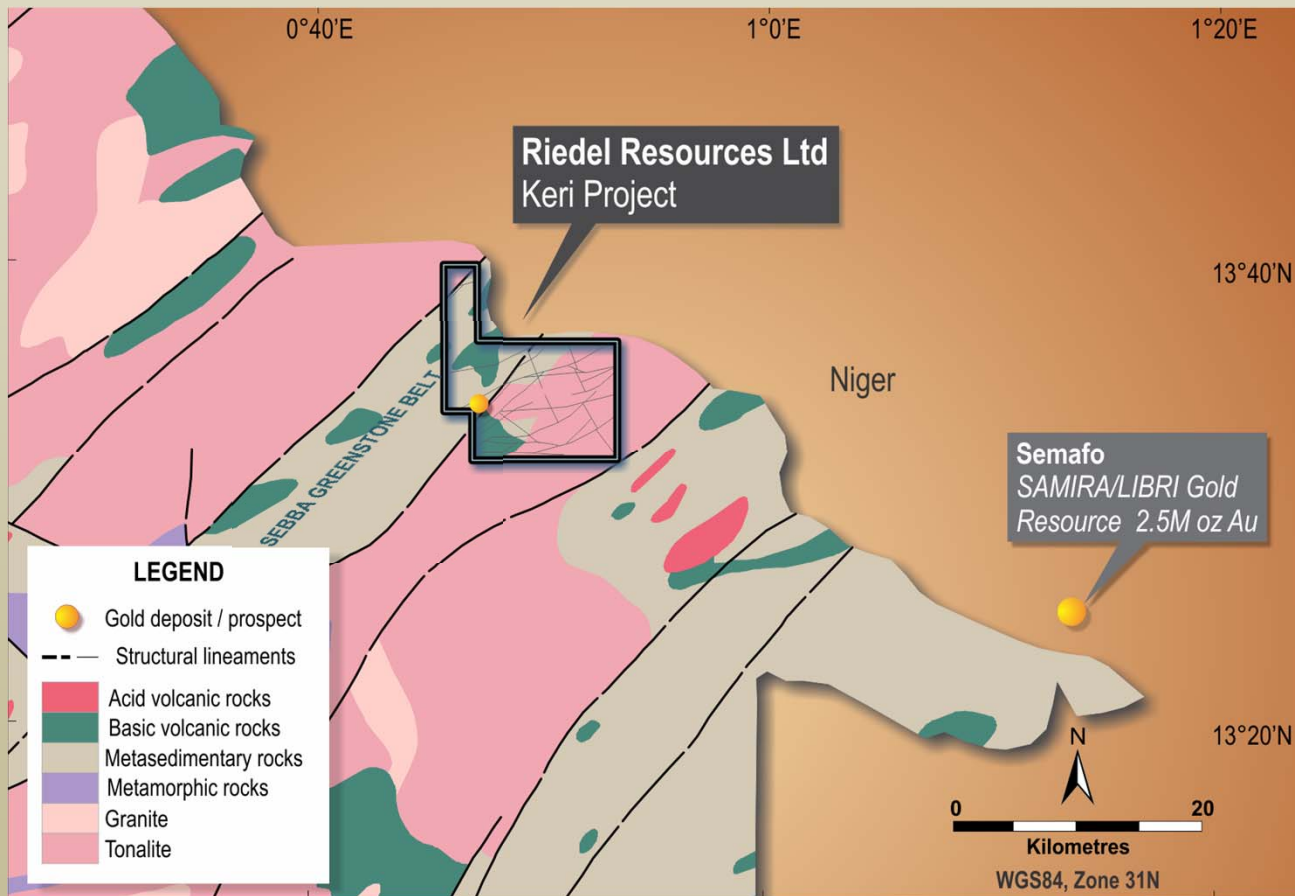 0°40'E
1°0'E
1°20'E
Riedel Resources Ltd
Keri Project
13°40'N
Niger
SEBBA GREENSTONE BELT
Semafo
SAMIRA/LIBRI Gold
Resource 2.5M oz Au
LEGEND
Gold deposit / prospect
Structural lineaments
Acid volcanic rocks
Basic volcanic rocks
Metasedimentary rocks
Metamorphic rocks
Granite
Tonalite
N
13°20'N
0
20
Kilometres
WGS84, Zone 31N